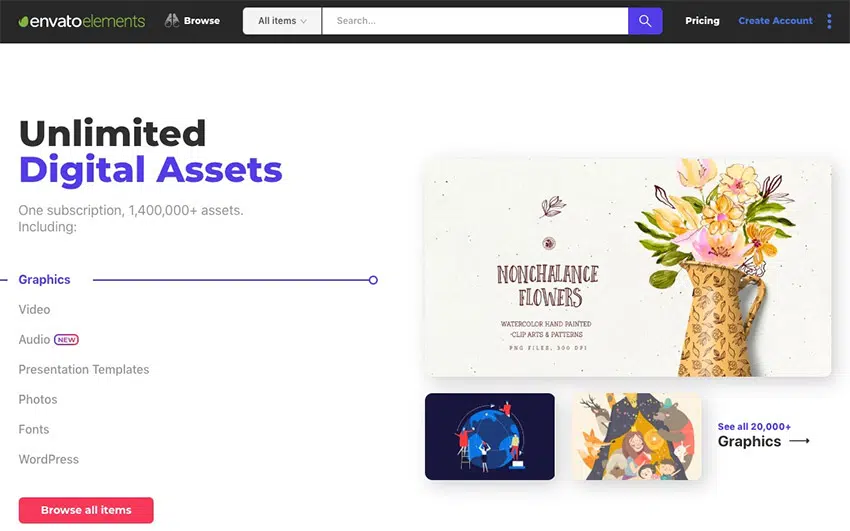 envatoelements
Browse
All items
Search...
Pricing
Create Account
Unlimited
Digital Assets
One subscription, 1,400,000+ assets.
Including:
Graphics
Video
Audio NEW
Presentation Templates
Photos
Fonts
WordPress
Browse all items
NONCHALANCE
FLOWERS
WATERCOLOR HAND PAINTED
·CLIP ARTS & PATTERNS
PNG FILES, 300 DPI
See all 20,000+
Graphics